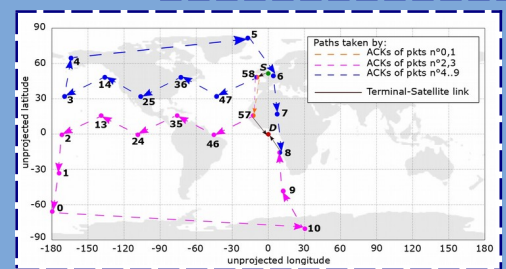 90
60
30
0
-30
-60
-90
unprojected latitude
-180 -150 -120 -90 -60 -30 0 30 60 90 120 150 180
unprojected longitude
Paths taken by:
ACKs of pkts n°0,1
ACKs of pkts n°2,3
ACKs of pkts n°4..9
Terminal-Satellite link
5
4
58
S
6
14
36
3
25
47
7
57
13
35
D
2
24
46
8
1
9
0
10